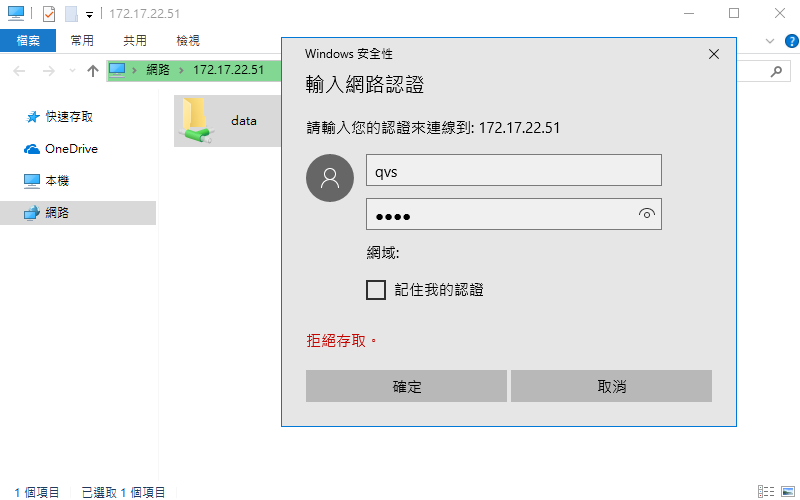 172.17.22.51
檔案 常用 共用 檢視
網路 172.17.22.51
快速存取
OneDrive
本機
網路
data
Windows 安全性
輸入網路認證
請輸入您的認證來連線到: 172.17.22.51
qvs
●●●●
網域:
記住我的認證
拒絕存取。
確定 取消
1 個項目 已選取 1 個項目